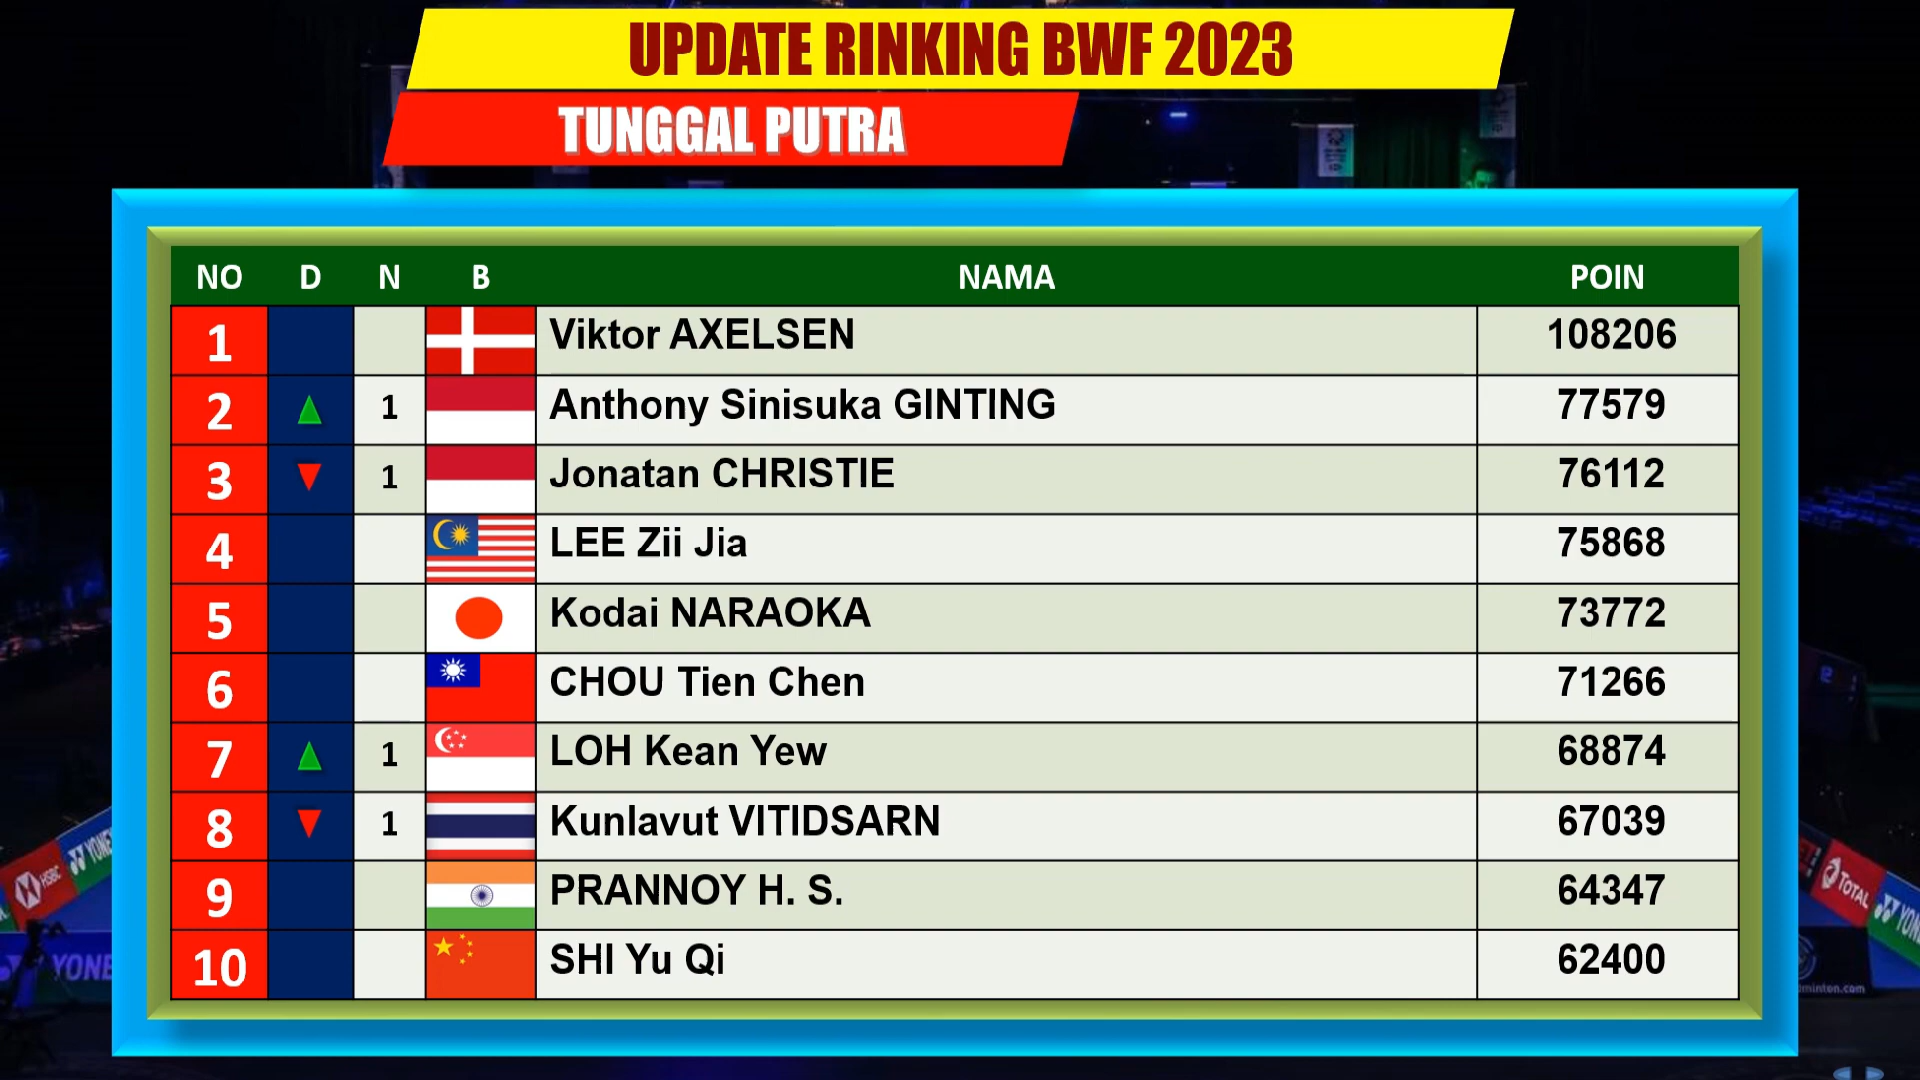 UPDATE RINKING BWF 2023
TUNGGAL PUTRA
NO D N B NAMA POIN
1 Viktor AXELSEN 108206
2 1 Anthony Sinisuka GINTING 77579
3 1 Jonatan CHRISTIE 76112
4 LEE Zii Jia 75868
5 Kodai NARAOKA 73772
6 CHOU Tien Chen 71266
7 1 LOH Kean Yew 68874
8 1 Kunlavut VITIDSARN 67039
9 PRANNOY H. S. 64347
10 SHI Yu Qi 62400
HSBC
TOTAL